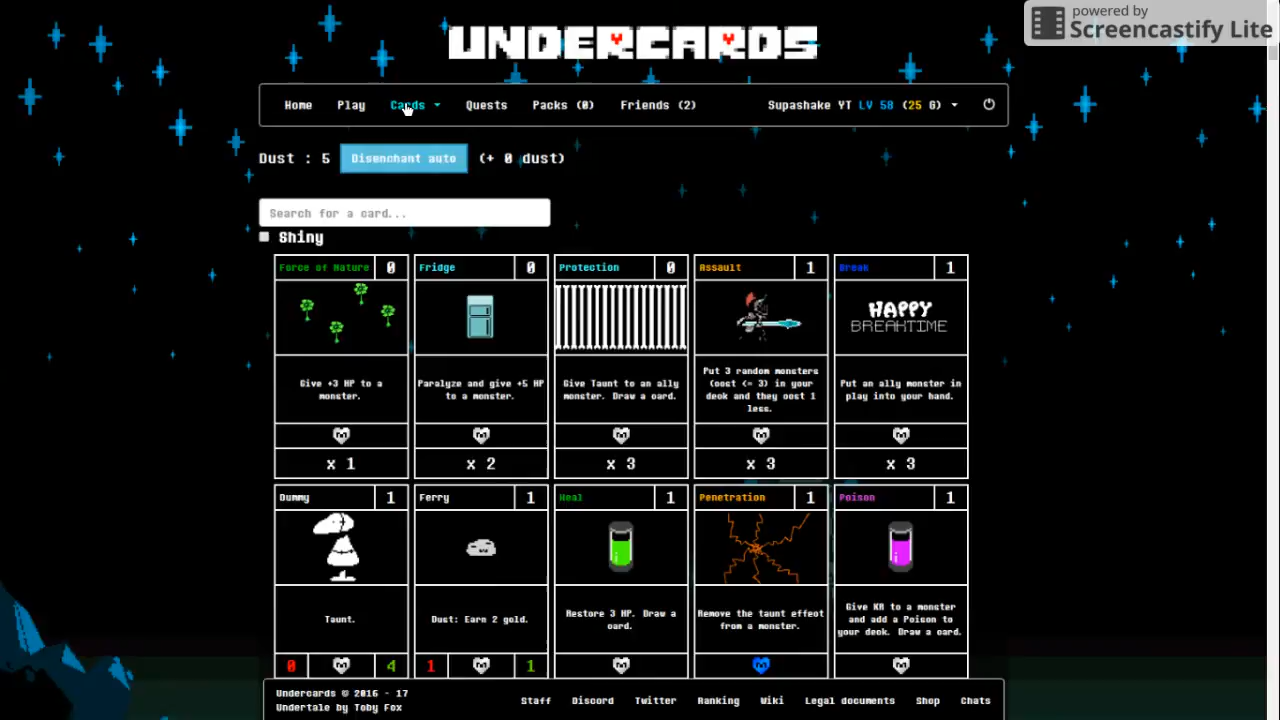 powered by
Screencastify Lite
UNDERCARDS
Home Play Cards Quests Packs (0) Friends (2) Supashake YT LV 58 (25 G)
Dust : 5 Disenchant auto (+ 0 dust)
Search for a card...
Shiny
Force of Nature 0
Fridge 0
Protection 0
Assault 1
Break 1
HAPPY
BREAKTIME
Give +3 HP to a
monster.
Paralyze and give +5 HP
to a monster.
Give Taunt to an ally
monster. Draw a card.
Put 3 random monsters
(cost <= 3) in your
deck and they cost 1
less.
Put an ally monster in
play into your hand.
x 1
x 2
x 3
x 3
x 3
Dummy 1
Ferry 1
Heal 1
Penetration 1
Poison 1
Taunt.
Dust: Earn 2 gold.
Restore 3 HP. Draw a
card.
Remove the taunt effect
from a monster.
Give KR to a monster
and add a Poison to
your deck. Draw a card.
0 4
1 1
Undercards © 2016 - 17
Undertale by Toby Fox
Staff Discord Twitter Ranking Wiki Legal documents Shop Chats